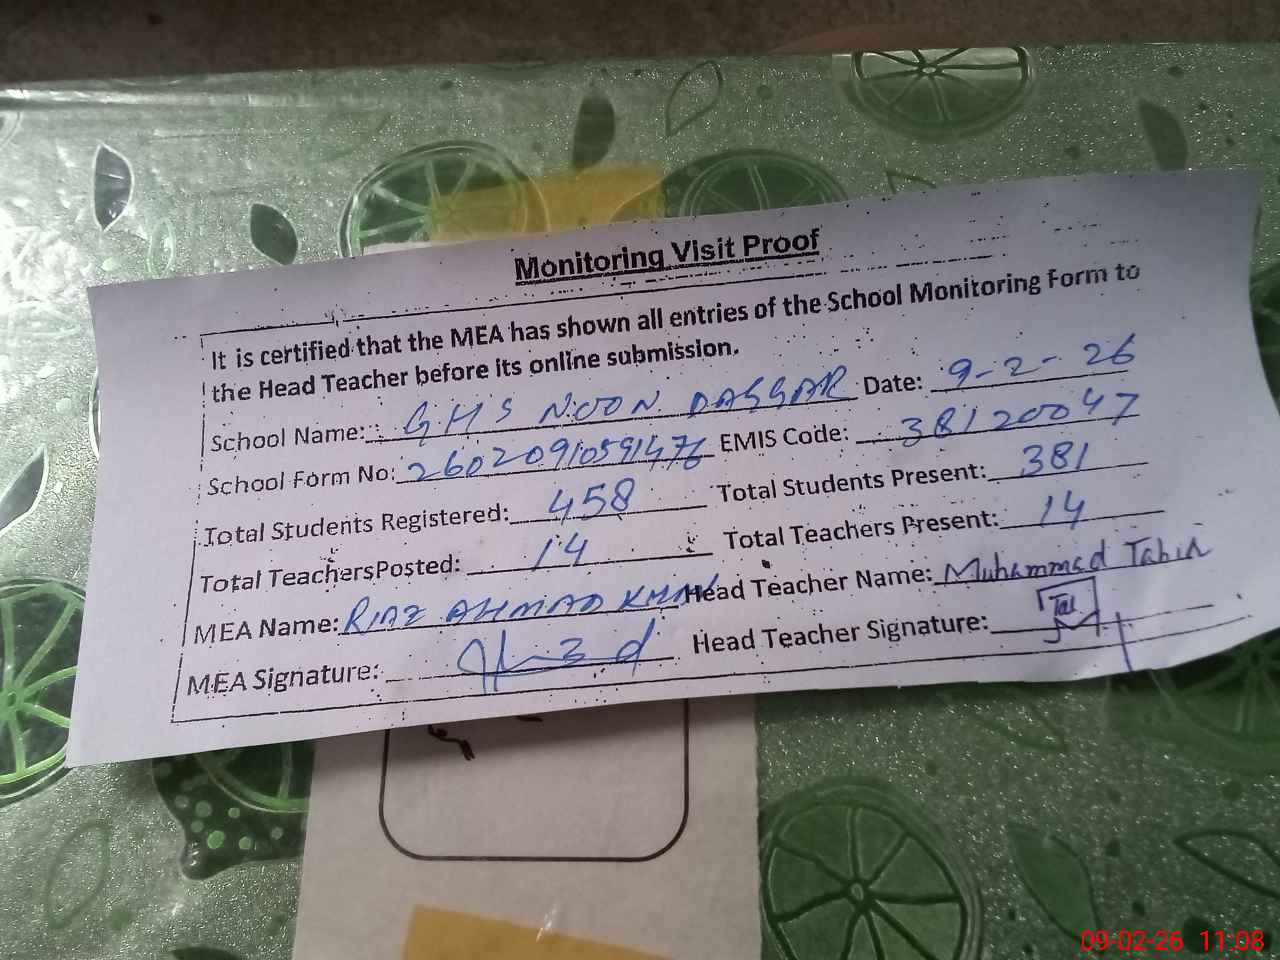 Monitoring Visit Proof
It is certified that the MEA has shown all entries of the School Monitoring Form to
the Head Teacher before its online submission.
School Name: GHS NOON DAGGAR Date: 9-2-26
School Form No: 26020910591476 EMIS Code: 38120047
Total Students Registered: 458 Total Students Present: 381
Total Teachers Posted: 14 Total Teachers Present: 14
MEA Name: RIAZ AHMAD KHAN Head Teacher Name: Muhammad Tahir
MEA Signature: Head Teacher Signature:
09-02-26 11:08